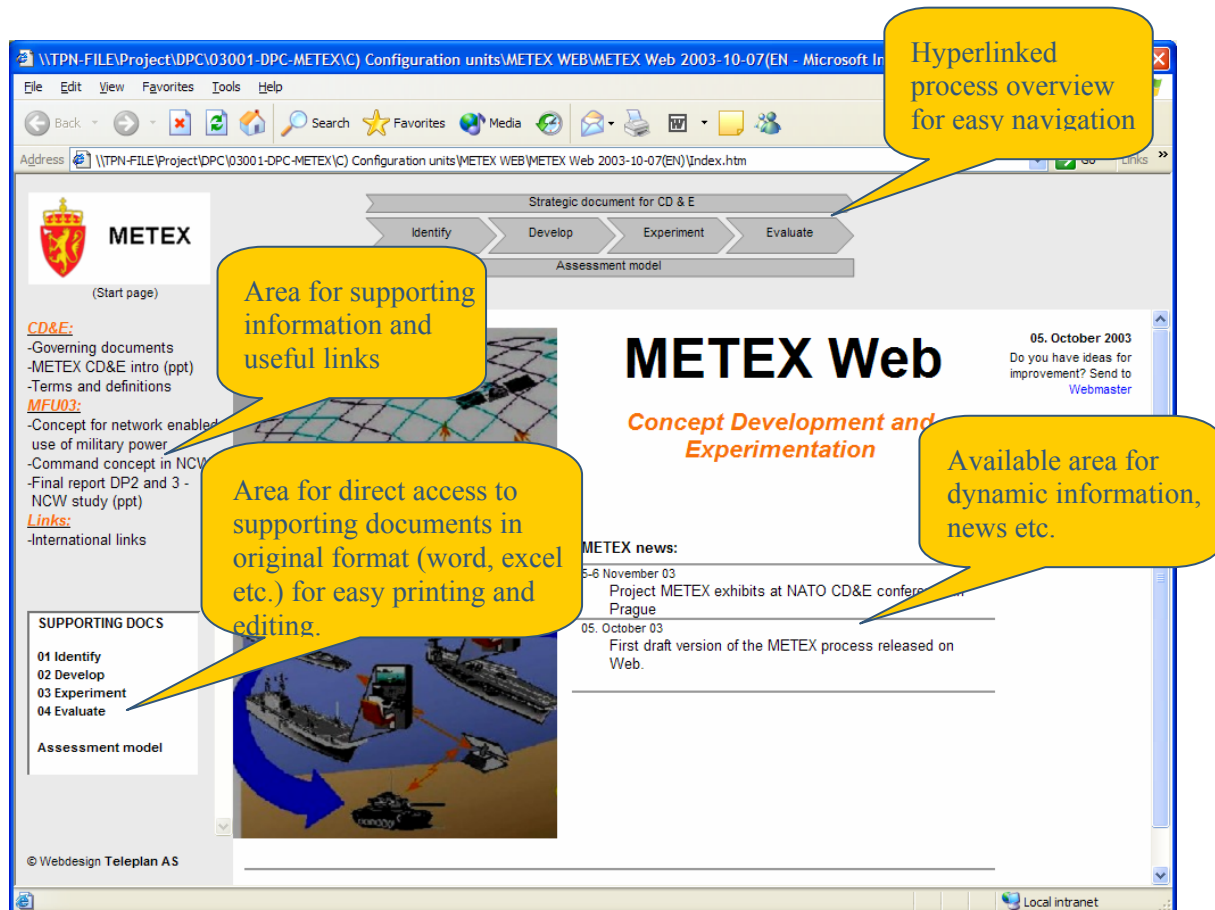 Hyperlinked
process overview
for easy navigation
\\TPN-FILE\Project\DPC\03001-DPC-METEX\C) Configuration units\METEX WEB\METEX Web 2003-10-07(EN - Microsoft In
File Edit View Favorites Tools Help
Back Search Favorites Media
Address \\TPN-FILE\Project\DPC\03001-DPC-METEX\C) Configuration units\METEX WEB\METEX Web 2003-10-07(EN)\Index.htm Go Links »
METEX
(Start page)
Strategic document for CD & E
Identify Develop Experiment Evaluate
Assessment model
Area for supporting
information and
useful links
CD&E:
-Governing documents
-METEX CD&E intro (ppt)
-Terms and definitions
MFU03:
-Concept for network enabled
use of military power
-Command concept in NCW
-Final report DP2 and 3 -
NCW study (ppt)
Links:
-International links
METEX Web
Concept Development and
Experimentation
05. October 2003
Do you have ideas for
improvement? Send to
Webmaster
Area for direct access to
supporting documents in
original format (word, excel
etc.) for easy printing and
editing.
Available area for
dynamic information,
news etc.
METEX news:
5-6 November 03
Project METEX exhibits at NATO CD&E conference in
Prague
05. October 03
First draft version of the METEX process released on
Web.
SUPPORTING DOCS
01 Identify
02 Develop
03 Experiment
04 Evaluate
Assessment model
© Webdesign Teleplan AS
Local intranet